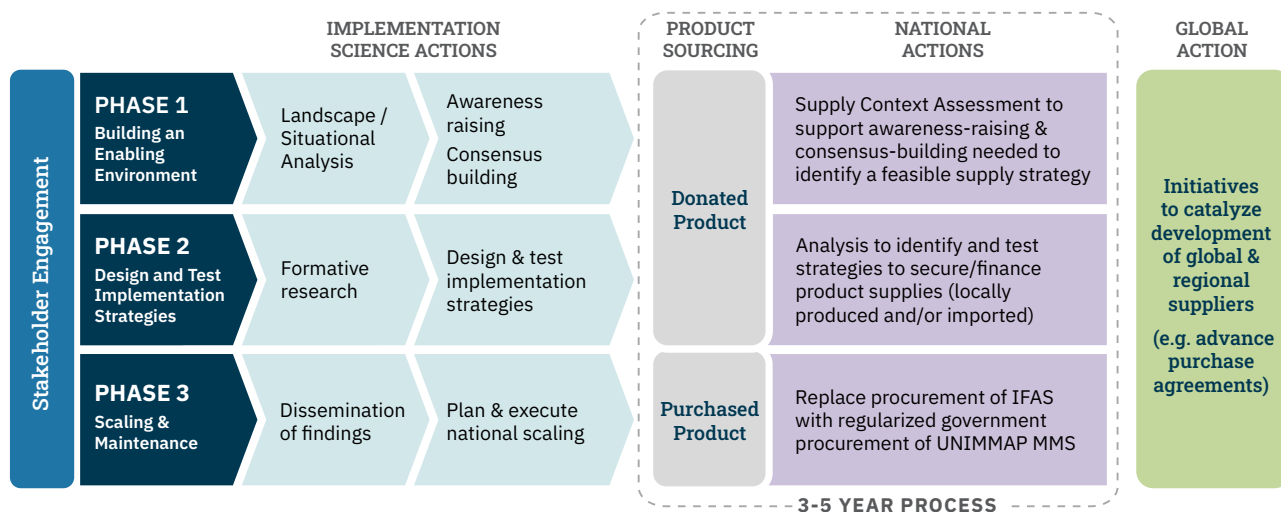 IMPLEMENTATION
SCIENCE ACTIONS
PRODUCT
SOURCING
NATIONAL
ACTIONS
GLOBAL
ACTION
Stakeholder Engagement
PHASE 1
Building an
Enabling
Environment
Landscape /
Situational
Analysis
Awareness
raising
Consensus
building
Supply Context Assessment to
support awareness-raising &
consensus-building needed to
identify a feasible supply strategy
Donated
Product
PHASE 2
Design and Test
Implementation
Strategies
Formative
research
Design & test
implementation
strategies
Analysis to identify and test
strategies to secure/finance
product supplies (locally
produced and/or imported)
PHASE 3
Scaling &
Maintenance
Dissemination
of findings
Plan & execute
national scaling
Purchased
Product
Replace procurement of IFAS
with regularized government
procurement of UNIMMAP MMS
Initiatives
to catalyze
development
of global &
regional
suppliers
(e.g. advance
purchase
agreements)
3-5 YEAR PROCESS